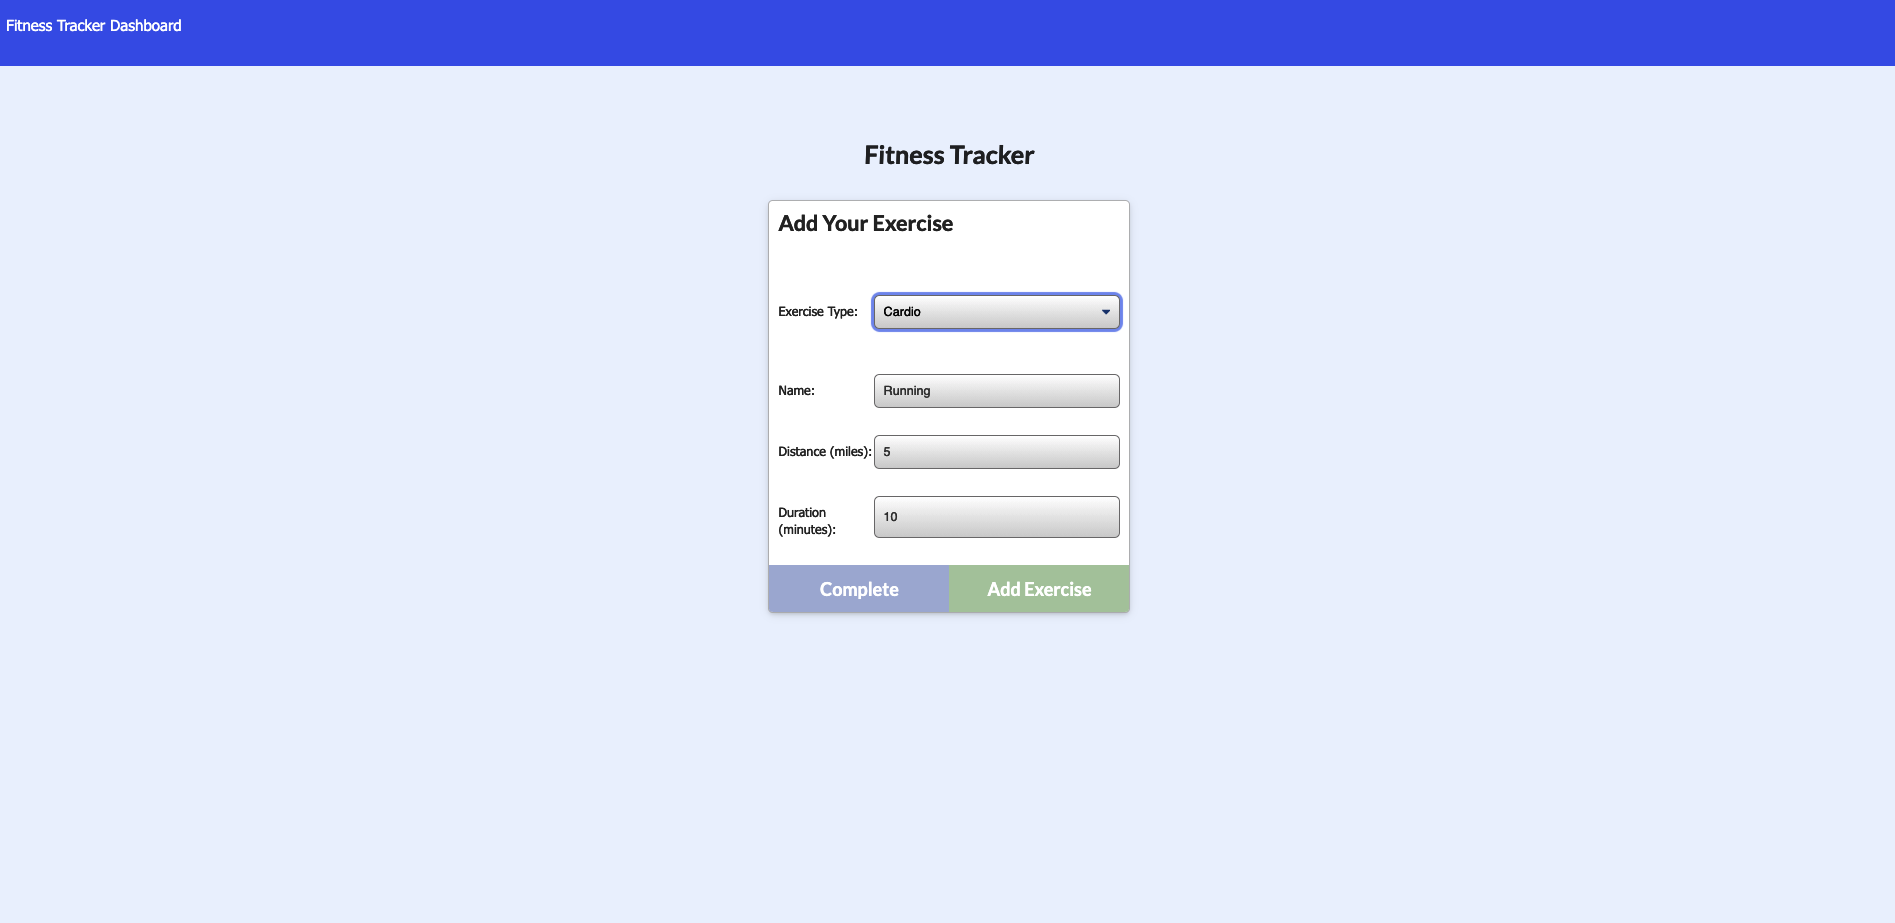 Fitness Tracker Dashboard
Fitness Tracker
Add Your Exercise
Exercise Type: Cardio
Name: Running
Distance (miles): 5
Duration
(minutes): 10
Complete Add Exercise